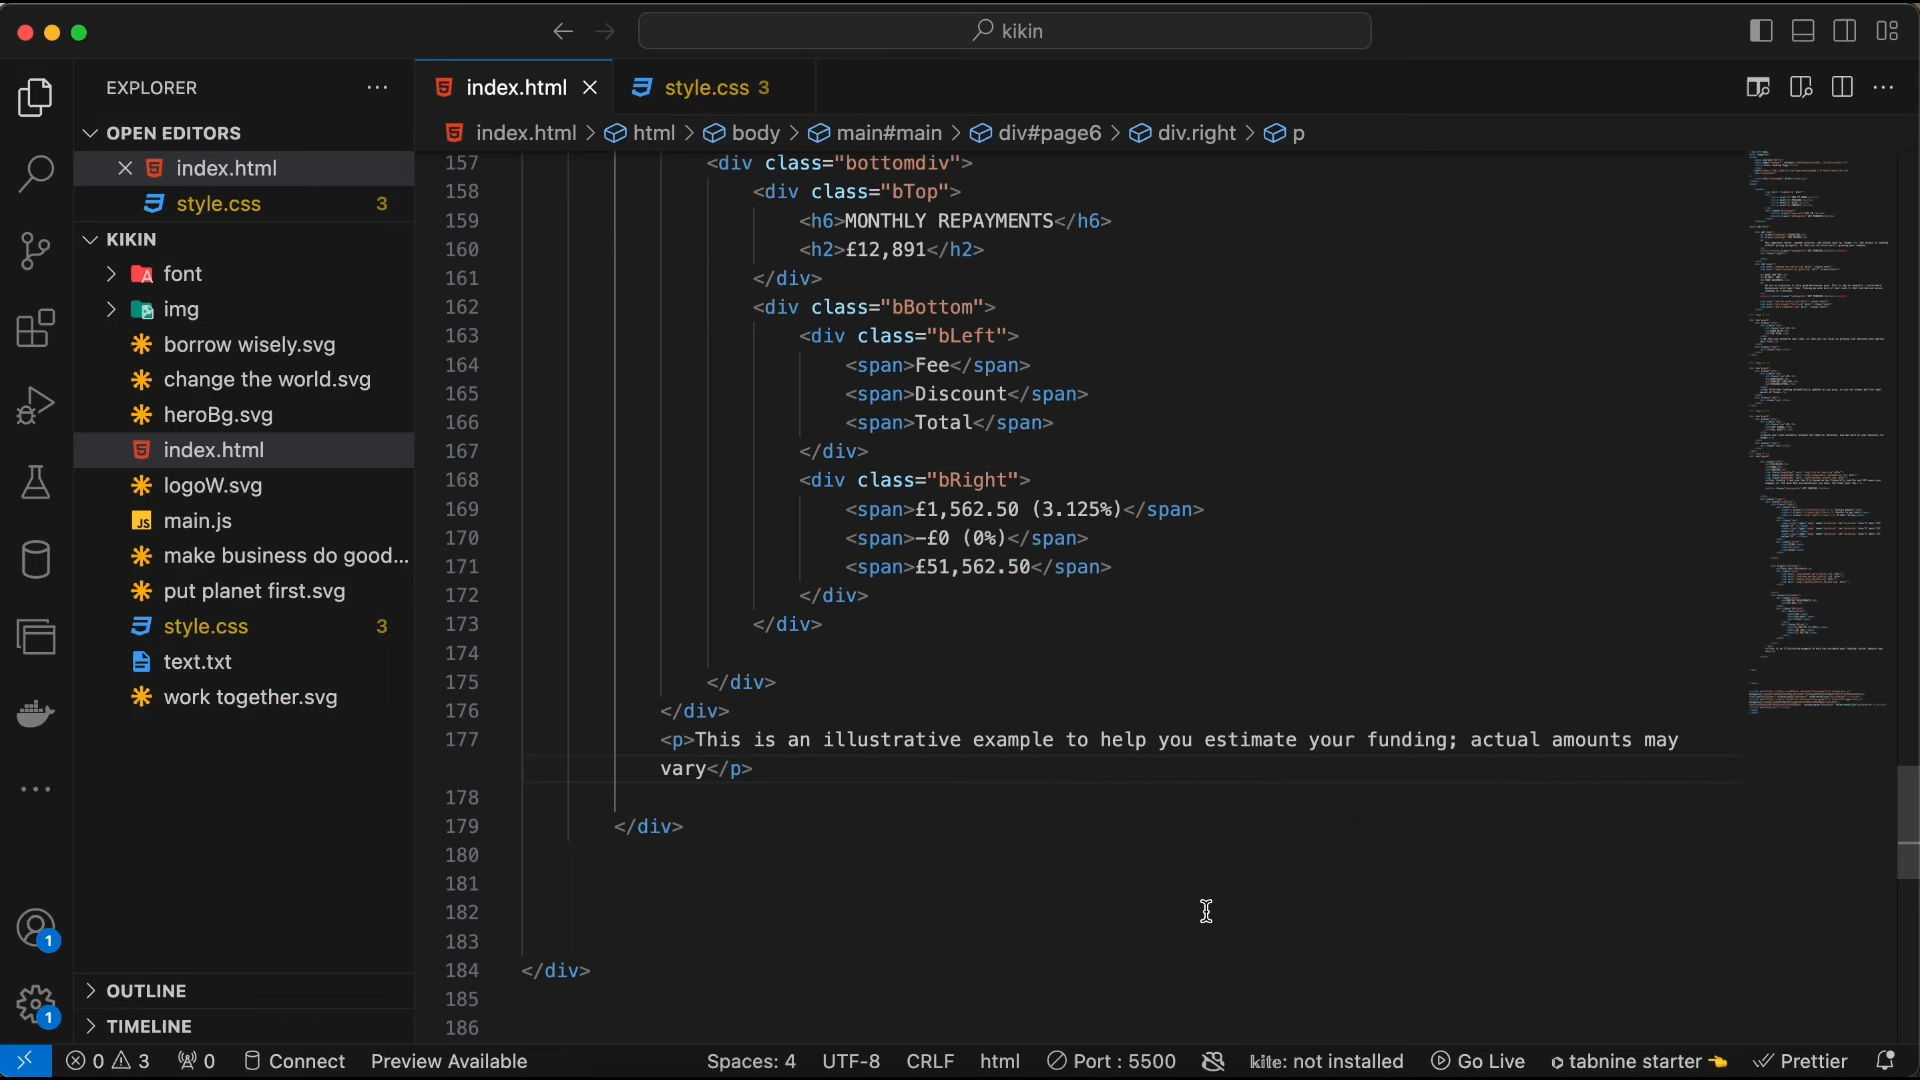 kikin
EXPLORER
index.html
style.css 3
OPEN EDITORS
index.html
style.css 3
KIKIN
font
img
borrow wisely.svg
change the world.svg
heroBg.svg
index.html
logoW.svg
JS main.js
make business do good...
put planet first.svg
style.css 3
text.txt
work together.svg
1
1
OUTLINE
TIMELINE
index.html > html > body > main#main > div#page6 > div.right > p
157 <div class="bottomdiv">
158 <div class="bTop">
159 <h6>MONTHLY REPAYMENTS</h6>
160 <h2>£12,891</h2>
161 </div>
162 <div class="bBottom">
163 <div class="bLeft">
164 <span>Fee</span>
165 <span>Discount</span>
166 <span>Total</span>
167 </div>
168 <div class="bRight">
169 <span>£1,562.50 (3.125%)</span>
170 <span>-£0 (0%)</span>
171 <span>£51,562.50</span>
172 </div>
173 </div>
174
175 </div>
176 </div>
177 <p>This is an illustrative example to help you estimate your funding; actual amounts may
vary</p>
178
179 </div>
180
181
182
183
184 </div>
185
186
0 3 0 Connect Preview Available Spaces: 4 UTF-8 CRLF html Port : 5500 kite: not installed Go Live tabnine starter Prettier